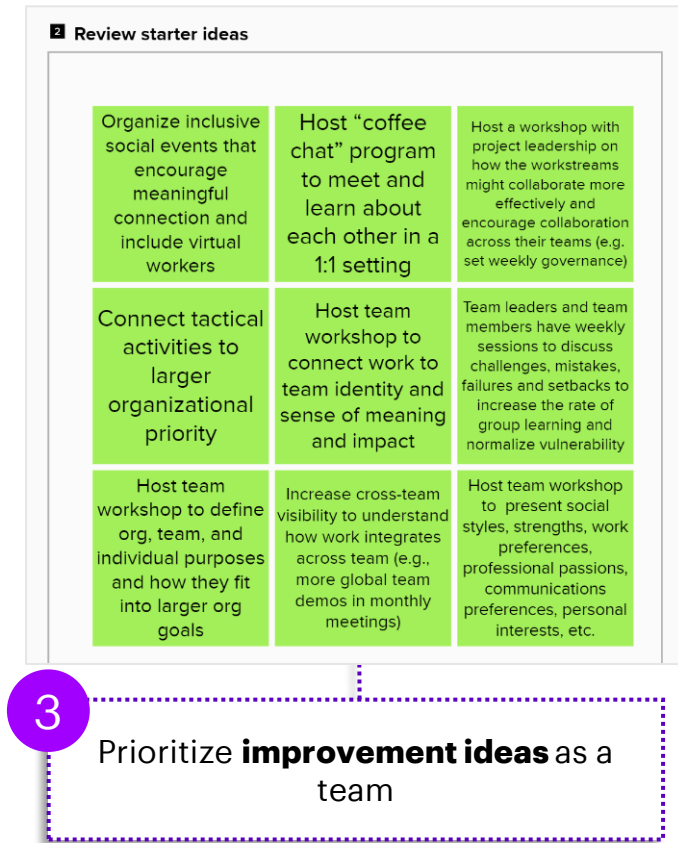 2 Review starter ideas
Organize inclusive
social events that
encourage
meaningful
connection and
include virtual
workers
Host “coffee
chat” program
to meet and
learn about
each other in a
1:1 setting
Host a workshop with
project leadership on
how the workstreams
might collaborate more
effectively and
encourage collaboration
across their teams (e.g.
set weekly governance)
Connect tactical
activities to
larger
organizational
priority
Host team
workshop to
connect work to
team identity and
sense of meaning
and impact
Team leaders and team
members have weekly
sessions to discuss
challenges, mistakes,
failures and setbacks to
increase the rate of
group learning and
normalize vulnerability
Host team
workshop to define
org, team, and
individual purposes
and how they fit
into larger org
goals
Increase cross-team
visibility to understand
how work integrates
across team (e.g.,
more global team
demos in monthly
meetings)
Host team workshop
to present social
styles, strengths, work
preferences,
professional passions,
communications
preferences, personal
interests, etc.
3
Prioritize improvement ideas as a
team